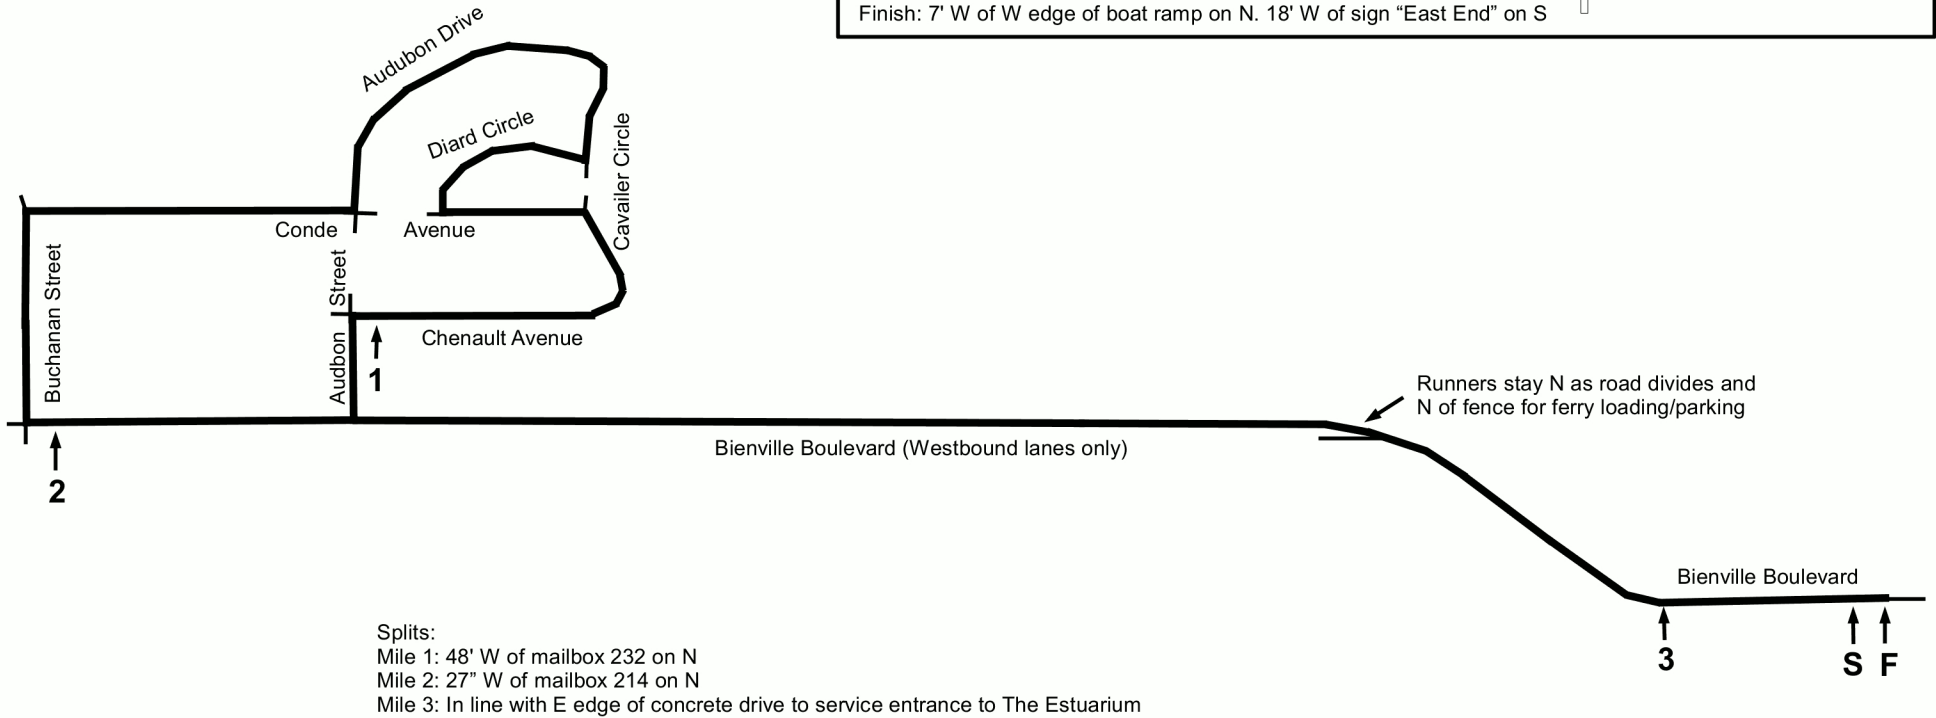 Finish: 7' W of W edge of boat ramp on N. 18' W of sign “East End” on S
Audubon Drive
Diard Circle
Cavailer Circle
Conde
Avenue
Buchanan Street
Street
Audbon
Chenault Avenue
1
Runners stay N as road divides and
N of fence for ferry loading/parking
Bienville Boulevard (Westbound lanes only)
2
Bienville Boulevard
3
S
F
Splits:
Mile 1: 48' W of mailbox 232 on N
Mile 2: 27” W of mailbox 214 on N
Mile 3: In line with E edge of concrete drive to service entrance to The Estuarium